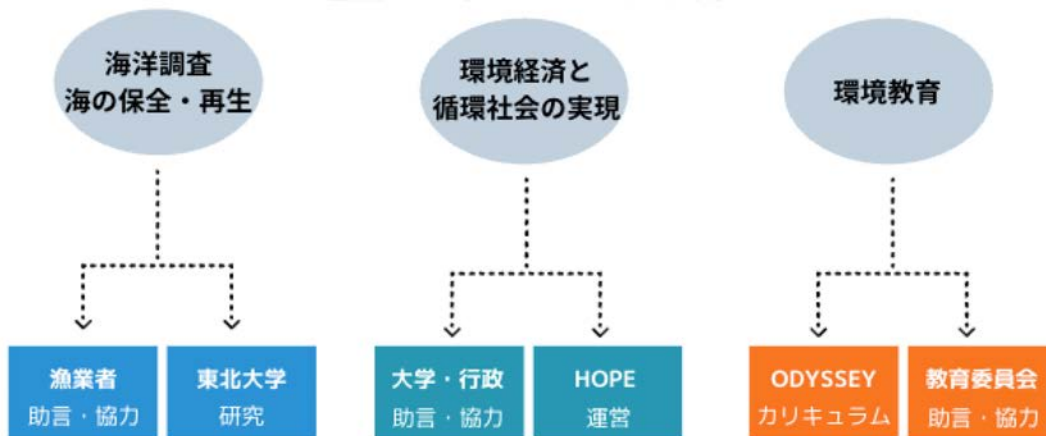 海洋調査
海の保全・再生
環境経済と
循環社会の実現
環境教育
漁業者
助言・協力
東北大学
研究
大学・行政
助言・協力
HOPE
運営
ODYSSEY
カリキュラム
教育委員会
助言・協力